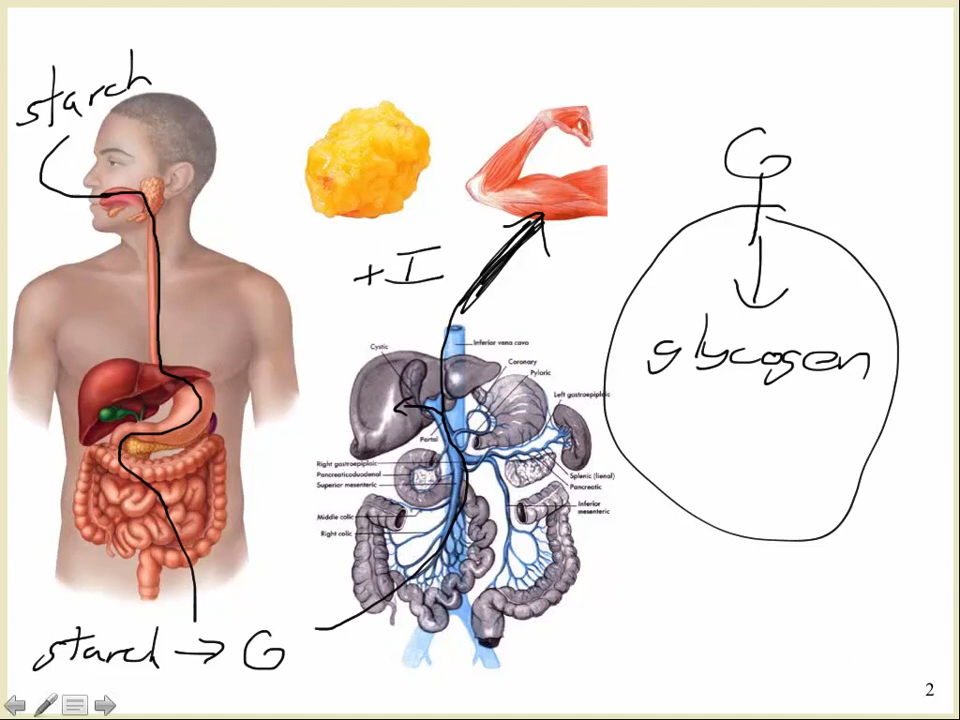 starch
+ I
G
glycogen
Cystic
Inferior vena cava
Coronary
Pyloric
Left gastroepiploic
Portal
Right gastroepiploic
Pancreaticoduodenal
Superior mesenteric
Splenic (lienal)
Pancreatic
Inferior
mesenteric
Middle colic
Right colic
starch → G
2